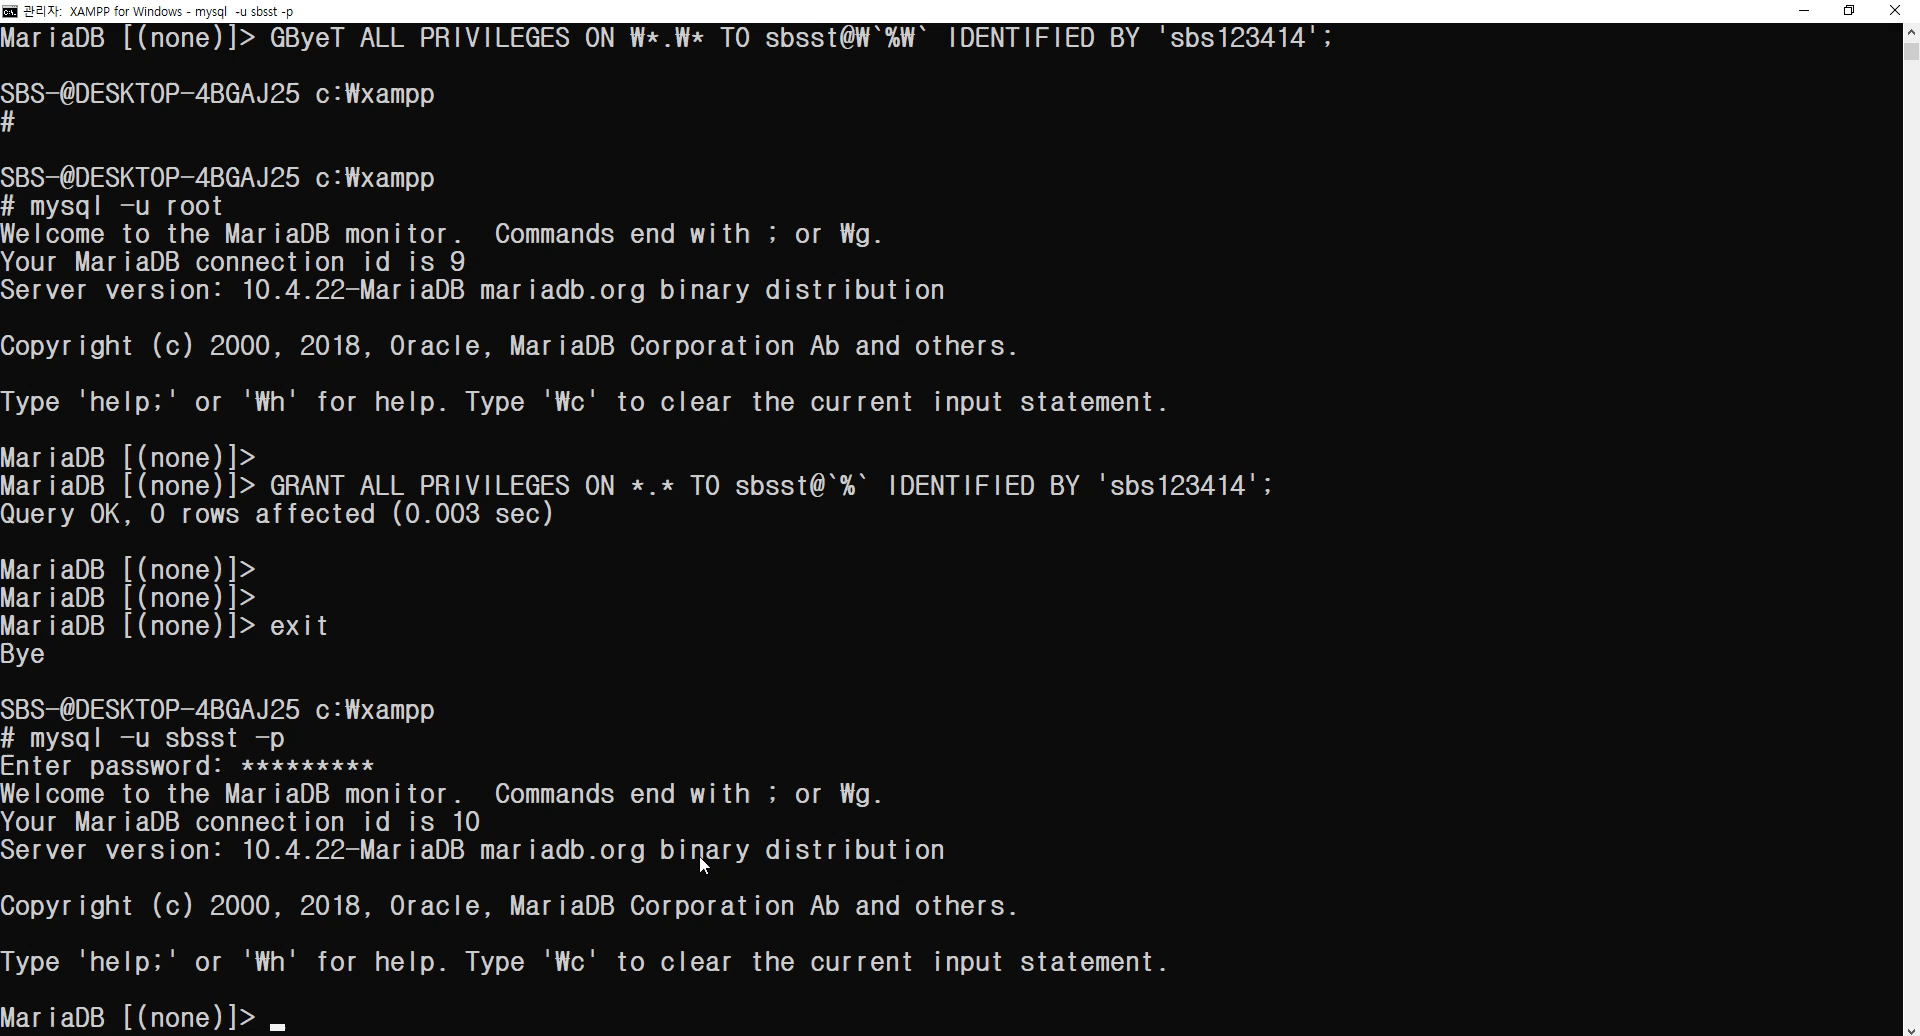 관리자: XAMPP for Windows - mysql -u sbsst -p
MariaDB [(none)]> GByeT ALL PRIVILEGES ON ₩*.₩* TO sbsst@₩`%₩` IDENTIFIED BY 'sbs123414';
SBS-@DESKTOP-4BGAJ25 c:₩xampp
#
SBS-@DESKTOP-4BGAJ25 c:₩xampp
# mysql -u root
Welcome to the MariaDB monitor.  Commands end with ; or ₩g.
Your MariaDB connection id is 9
Server version: 10.4.22-MariaDB mariadb.org binary distribution
Copyright (c) 2000, 2018, Oracle, MariaDB Corporation Ab and others.
Type 'help;' or '₩h' for help. Type '₩c' to clear the current input statement.
MariaDB [(none)]>
MariaDB [(none)]> GRANT ALL PRIVILEGES ON *.* TO sbsst@`%` IDENTIFIED BY 'sbs123414';
Query OK, 0 rows affected (0.003 sec)
MariaDB [(none)]>
MariaDB [(none)]>
MariaDB [(none)]> exit
Bye
SBS-@DESKTOP-4BGAJ25 c:₩xampp
# mysql -u sbsst -p
Enter password: *********
Welcome to the MariaDB monitor.  Commands end with ; or ₩g.
Your MariaDB connection id is 10
Server version: 10.4.22-MariaDB mariadb.org binary distribution
Copyright (c) 2000, 2018, Oracle, MariaDB Corporation Ab and others.
Type 'help;' or '₩h' for help. Type '₩c' to clear the current input statement.
MariaDB [(none)]> _